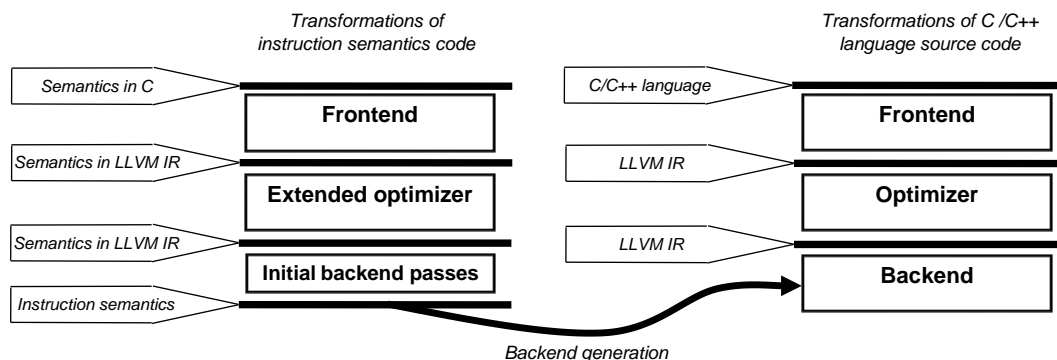 Transformations of
instruction semantics code
Semantics in C
Frontend
Semantics in LLVM IR
Extended optimizer
Semantics in LLVM IR
Initial backend passes
Instruction semantics
Transformations of C /C++
language source code
C/C++ language
Frontend
LLVM IR
Optimizer
LLVM IR
Backend
Backend generation